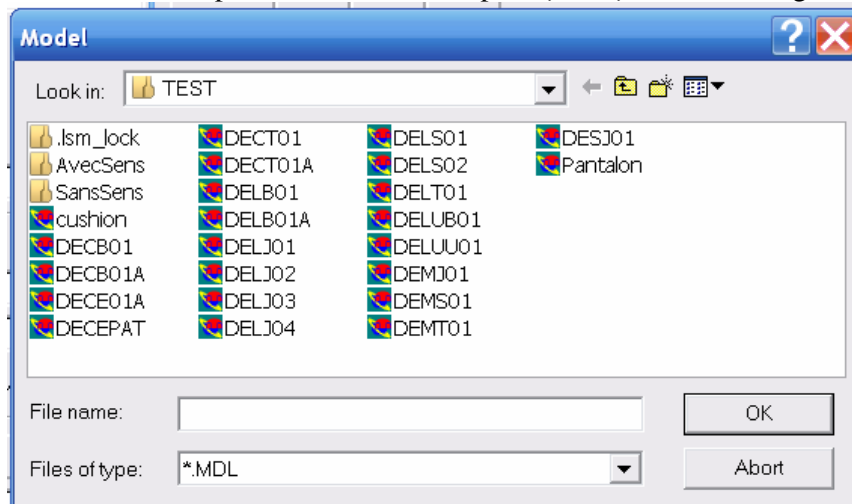 Model
Look in: TEST
.lsm_lock DECT01 DELS01 DESJ01
AvecSens DECT01A DELS02 Pantalon
SansSens DELB01 DELT01
cushion DELB01A DELUB01
DECB01 DELJ01 DELUU01
DECB01A DELJ02 DEMJ01
DECE01A DELJ03 DEMS01
DECEPAT DELJ04 DEMT01
File name: OK
Files of type: *.MDL Abort